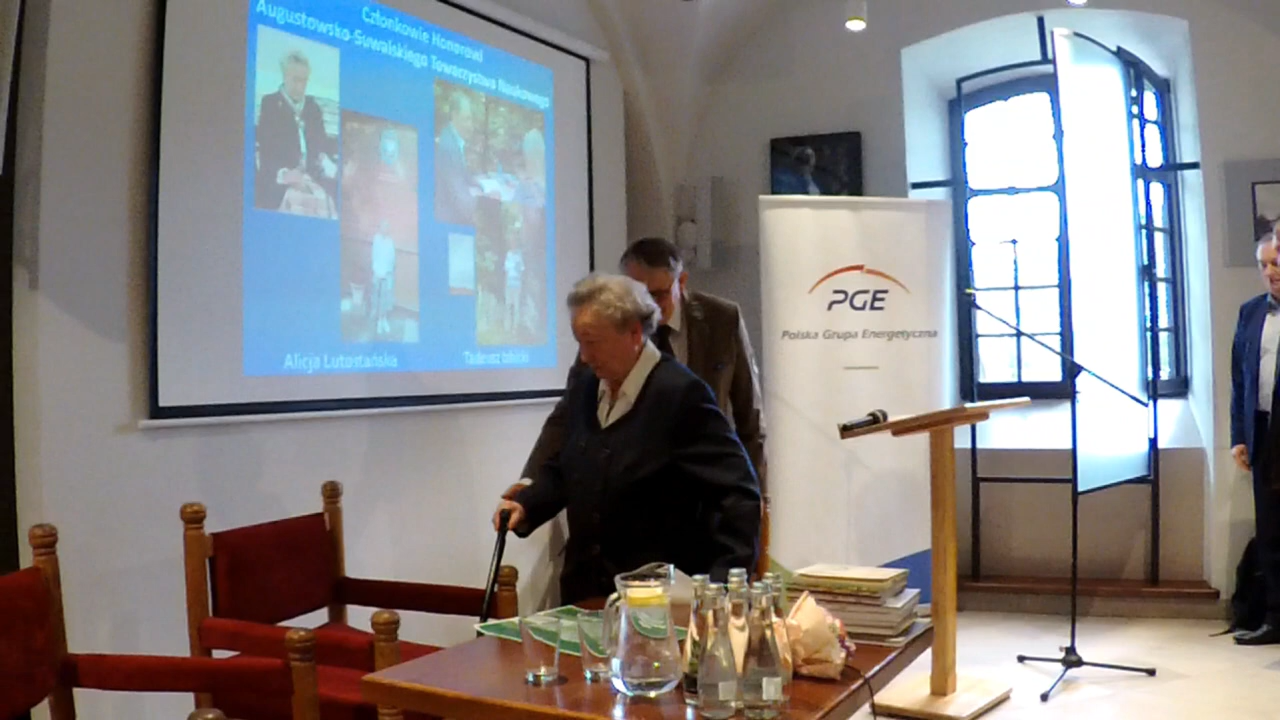 Członkowie Honorowi
Augustowsko-Suwalskiego Towarzystwa Naukowego
Alicja Lutostańska
Tadeusz
PGE
Polska Grupa Energetyczna